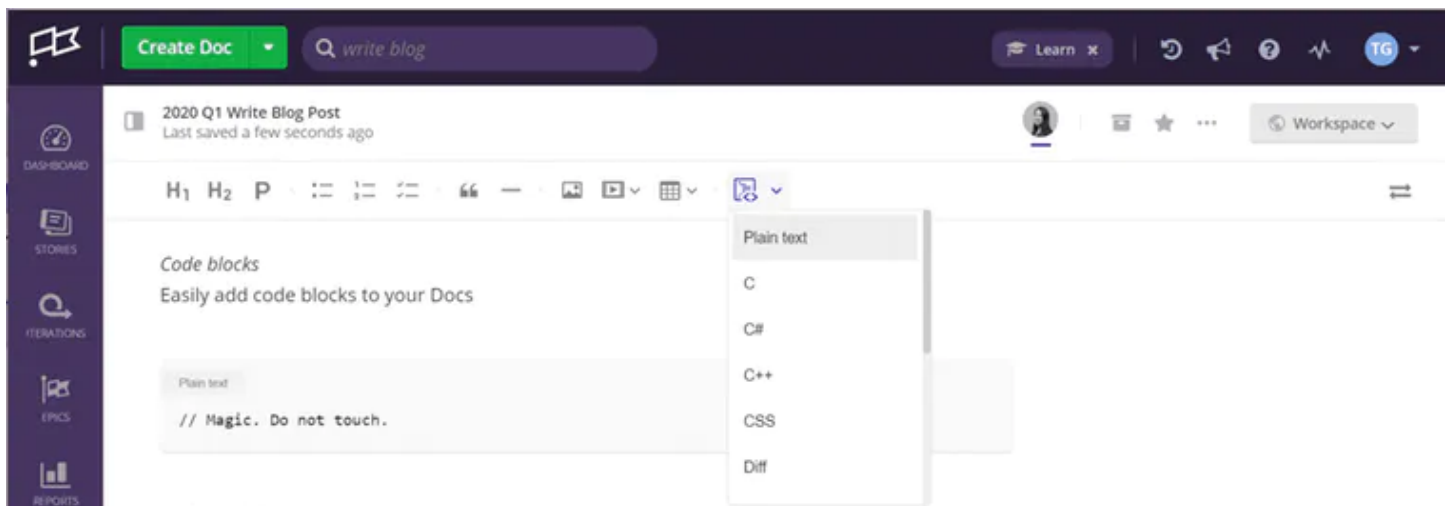 Create Doc
write blog
Learn ×
TG
2020 Q1 Write Blog Post
Last saved a few seconds ago
Workspace
DASHBOARD
H1 H2 P
STORIES
Code blocks
Easily add code blocks to your Docs
ITERATIONS
Plain text
C
C#
C++
CSS
Diff
Plain text
// Magic. Do not touch.
EPICS
REPORTS